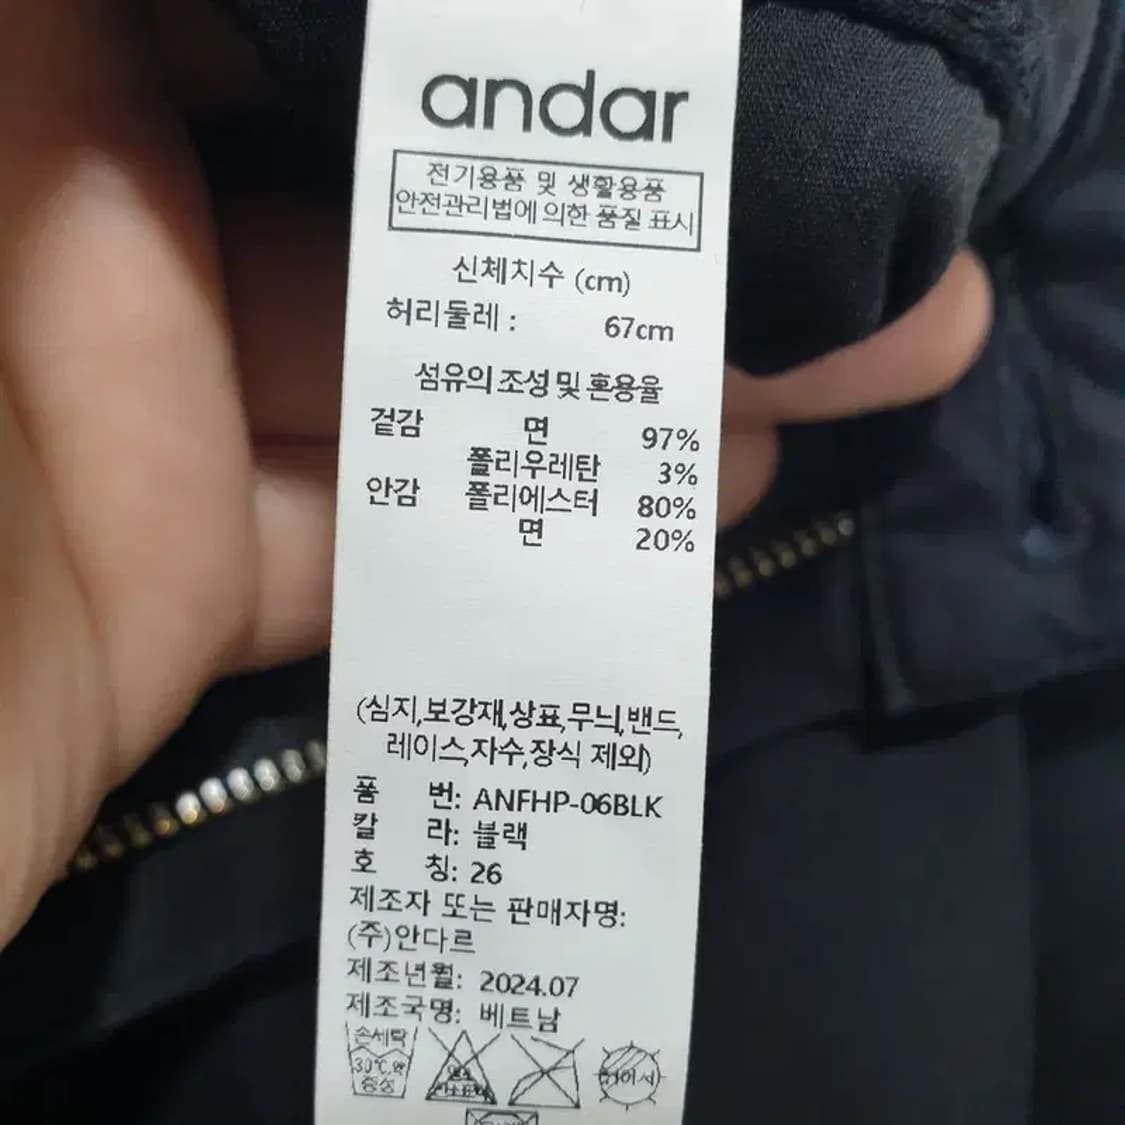 andar
전기용품 및 생활용품
안전관리법에 의한 품질 표시
신체치수 (cm)
허리둘레 : 67cm
섬유의 조성 및 혼용율
겉감 면 97%
폴리우레탄 3%
안감 폴리에스터 80%
면 20%
(심지,보강재,상표,무늬,밴드,
레이스,자수,장식 제외)
품 번: ANFHP-06BLK
칼 라: 블랙
호 칭: 26
제조자 또는 판매자명:
(주)안다르
제조년월: 2024.07
제조국명: 베트남
손세탁
30℃,약
중성